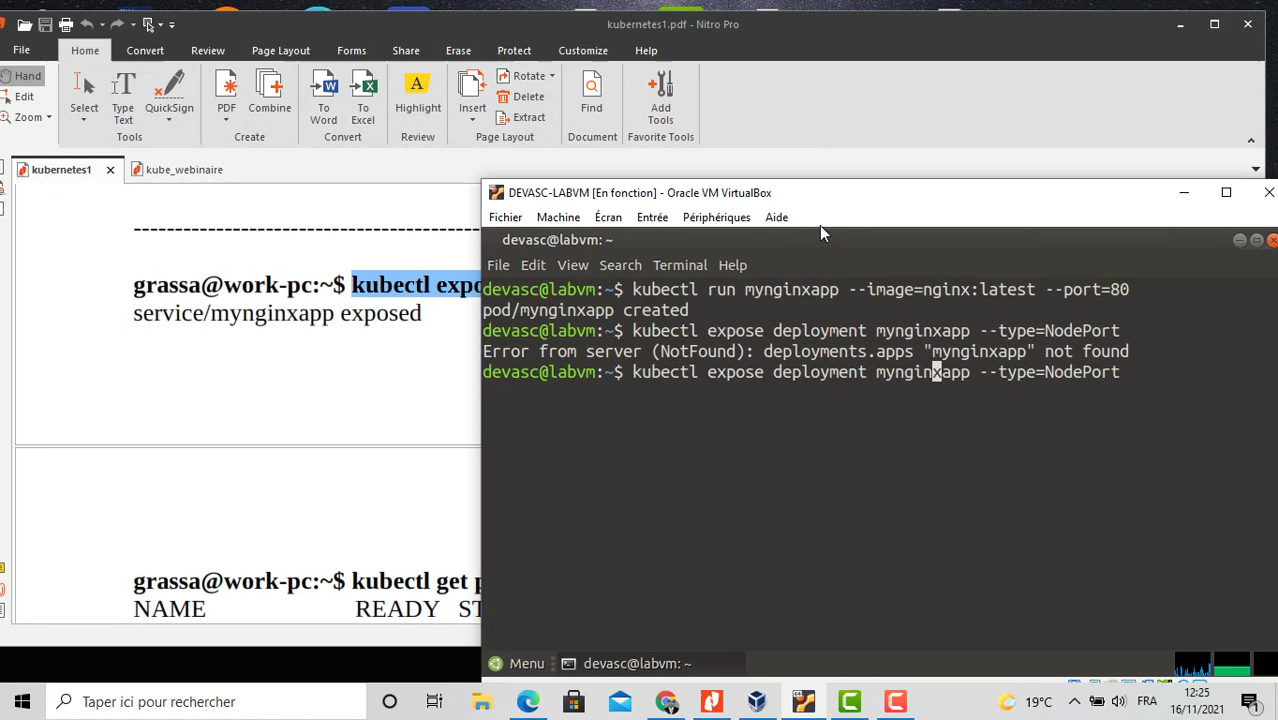 kubernetes1.pdf - Nitro Pro
File Home Convert Review Page Layout Forms Share Erase Protect Customize Help
Hand
Edit
Zoom
Select
Type Text
QuickSign
Tools
PDF
Combine
Create
To Word
To Excel
Convert
Highlight
Review
Insert
Rotate
Delete
Extract
Page Layout
Find
Document
Add Tools
Favorite Tools
kubernetes1
kube_webinaire
grassa@work-pc:~$ kubectl expo
service/mynginxapp exposed
grassa@work-pc:~$ kubectl get p
NAME READY ST
DEVASC-LABVM [En fonction] - Oracle VM VirtualBox
Fichier Machine Écran Entrée Périphériques Aide
devasc@labvm: ~
File Edit View Search Terminal Help
devasc@labvm:~$ kubectl run mynginxapp --image=nginx:latest --port=80
pod/mynginxapp created
devasc@labvm:~$ kubectl expose deployment mynginxapp --type=NodePort
Error from server (NotFound): deployments.apps "mynginxapp" not found
devasc@labvm:~$ kubectl expose deployment mynginxapp --type=NodePort
Menu
devasc@labvm: ~
Taper ici pour rechercher
19°C
FRA
12:25
16/11/2021
1